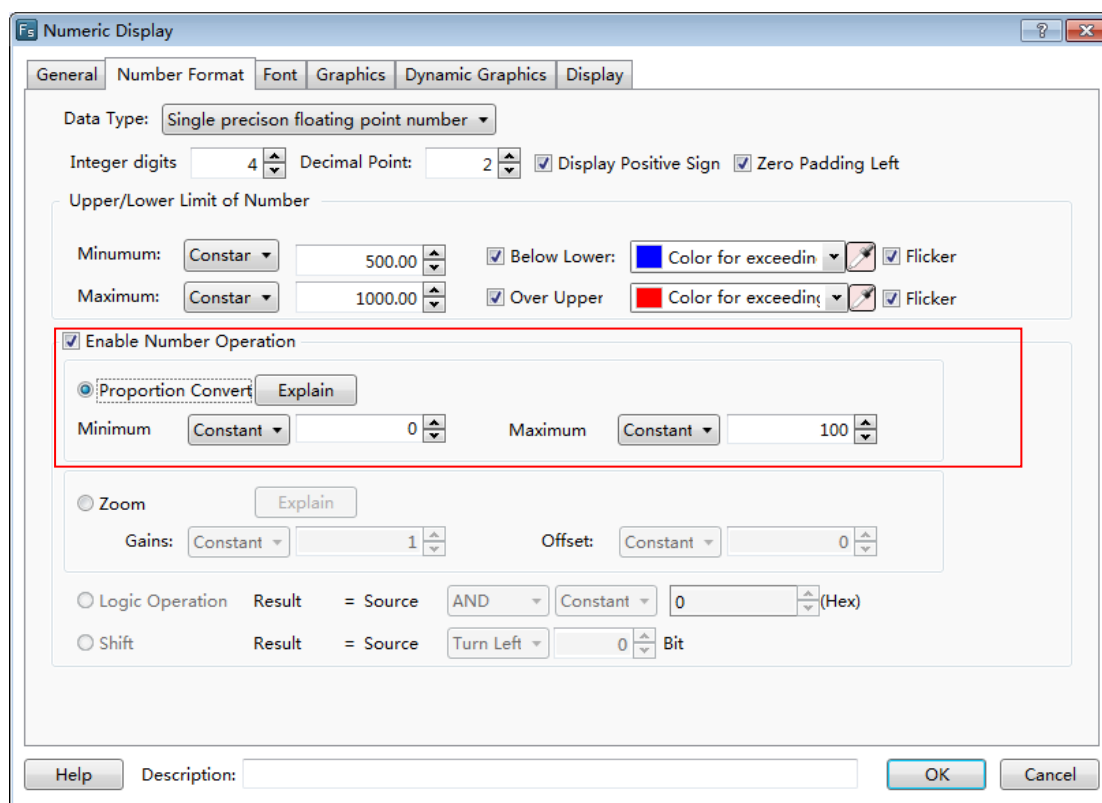 Fs Numeric Display ?
General Number Format Font Graphics Dynamic Graphics Display
Data Type: Single precison floating point number
Integer digits 4 Decimal Point: 2 Display Positive Sign Zero Padding Left
Upper/Lower Limit of Number
Minumum: Constar 500.00 Below Lower: Color for exceedin Flicker
Maximum: Constar 1000.00 Over Upper Color for exceeding Flicker
Enable Number Operation
Proportion Convert Explain
Minimum Constant 0 Maximum Constant 100
Zoom Explain
Gains: Constant 1 Offset: Constant 0
Logic Operation Result = Source AND Constant 0 (Hex)
Shift Result = Source Turn Left 0 Bit
Help Description: OK Cancel